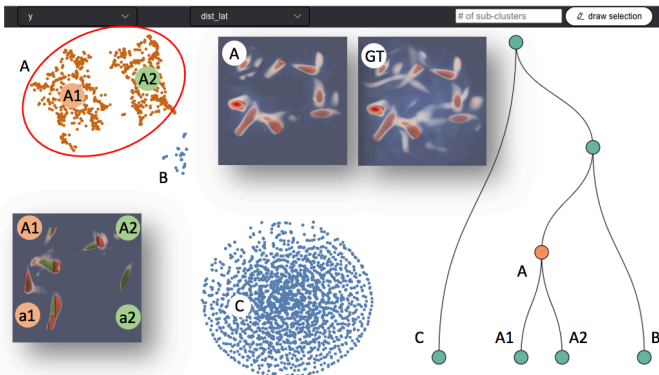 y
dist_lat
# of sub-clusters
draw selection
A
A1
A2
B
A
GT
A1
A2
a1
a2
C
A
C
A1
A2
B